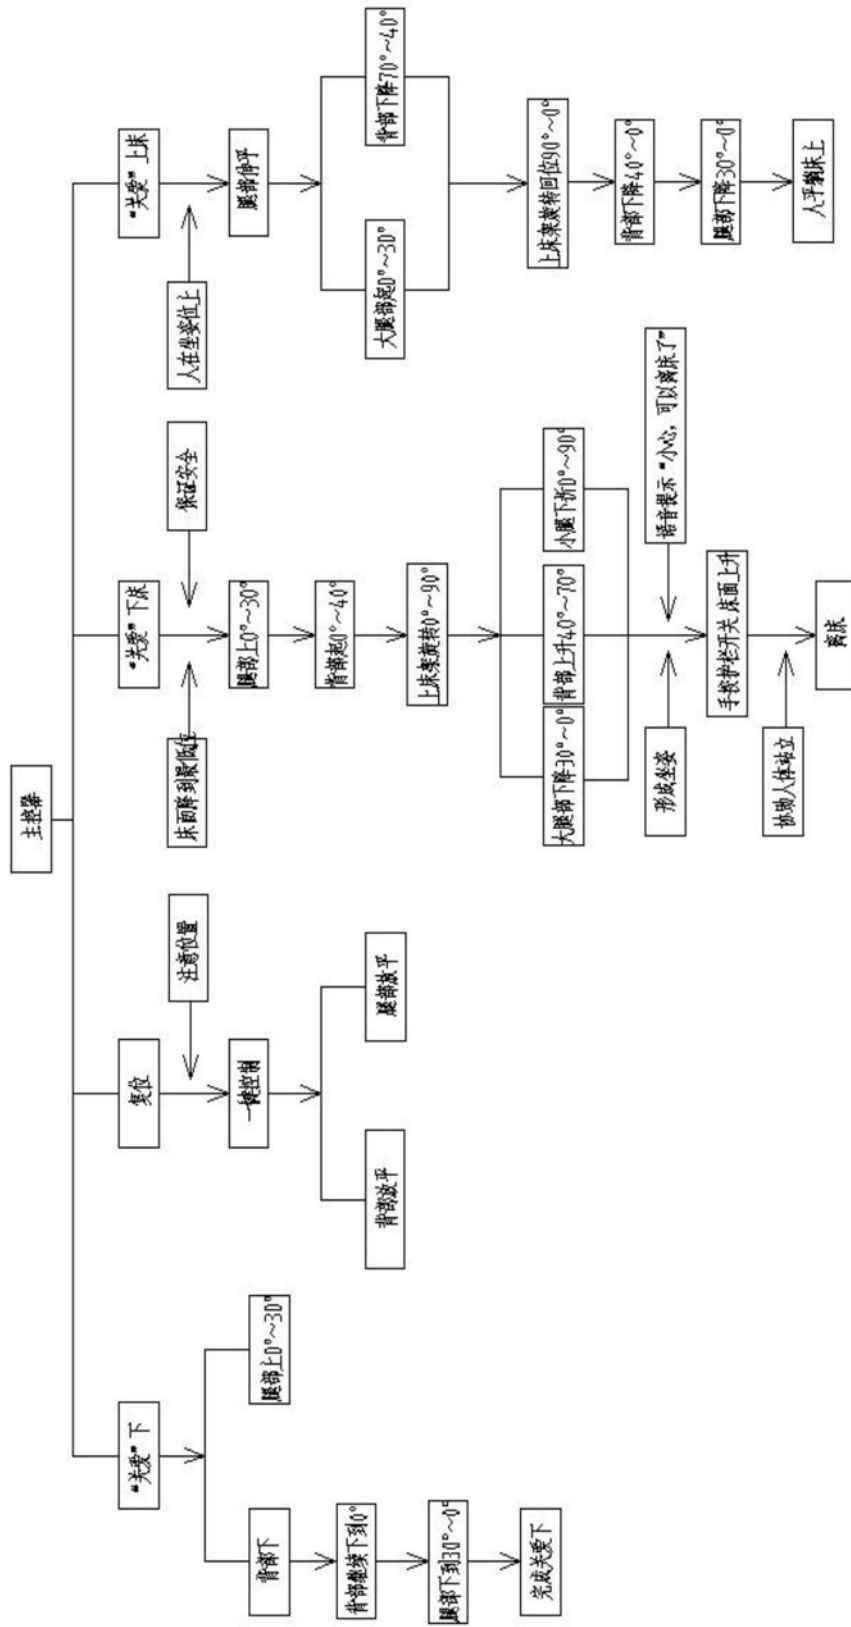 主控器
“关爱”下
背部下
腿部上0°~30°
背部继续下到0°
腿部下到30°~0°
完成关爱下
复位
注意位置
一键控制
背部放平
腿部放平
“关爱”下床
床面降到最低位
保证安全
腿部上0°~30°
背部起0°~40°
上床架旋转0°~90°
大腿部下降30°~0°
背部上升40°~70°
小腿下折0°~90°
形成坐姿
语音提示“小心，可以离床了”
手按护栏开关 床面上升
协助人体站立
离床
“关爱”上床
人在坐姿位上
腿部伸平
大腿部起0°~30°
背部下降70°~40°
上床架旋转回位90°~0°
背部下降40°~0°
腿部下降30°~0°
人平躺床上